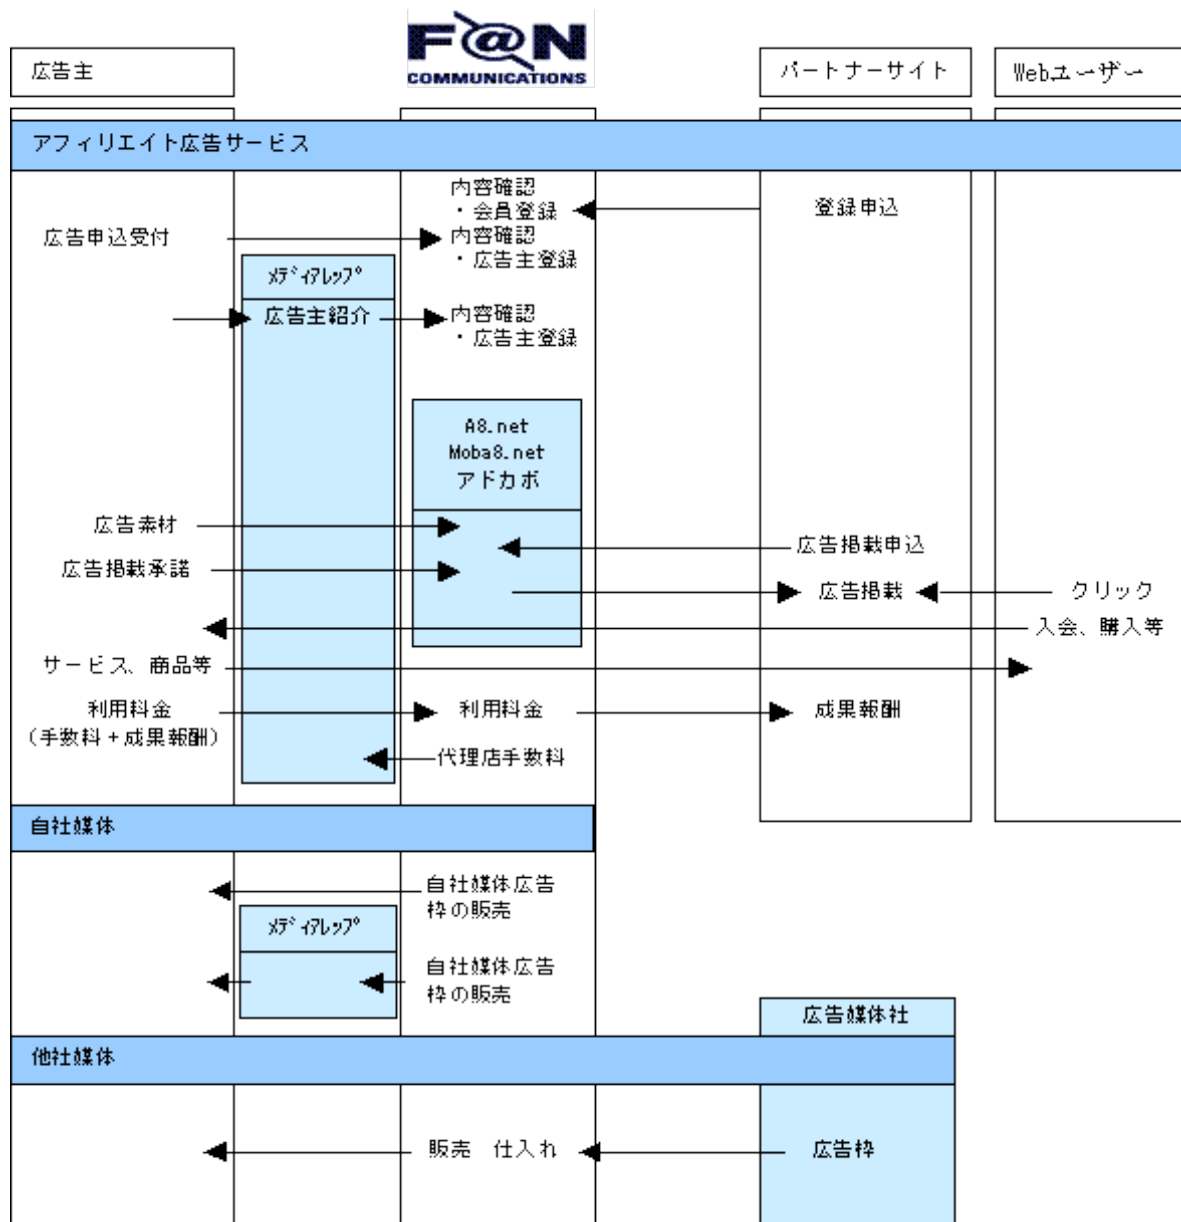 F@N
COMMUNICATIONS
広告主
パートナーサイト
Webユーザー
アフィリエイト広告サービス
内容確認
・会員登録
登録申込
広告申込受付
内容確認
・広告主登録
ﾒﾃﾞｨｱﾚｯﾌﾟ
広告主紹介
内容確認
・広告主登録
A8.net
Moba8.net
アドカボ
広告素材
広告掲載申込
広告掲載承諾
広告掲載
クリック
入会、購入等
サービス、商品等
利用料金
（手数料＋成果報酬）
利用料金
成果報酬
代理店手数料
自社媒体
自社媒体広告
枠の販売
ﾒﾃﾞｨｱﾚｯﾌﾟ
自社媒体広告
枠の販売
広告媒体社
他社媒体
販売　仕入れ
広告枠